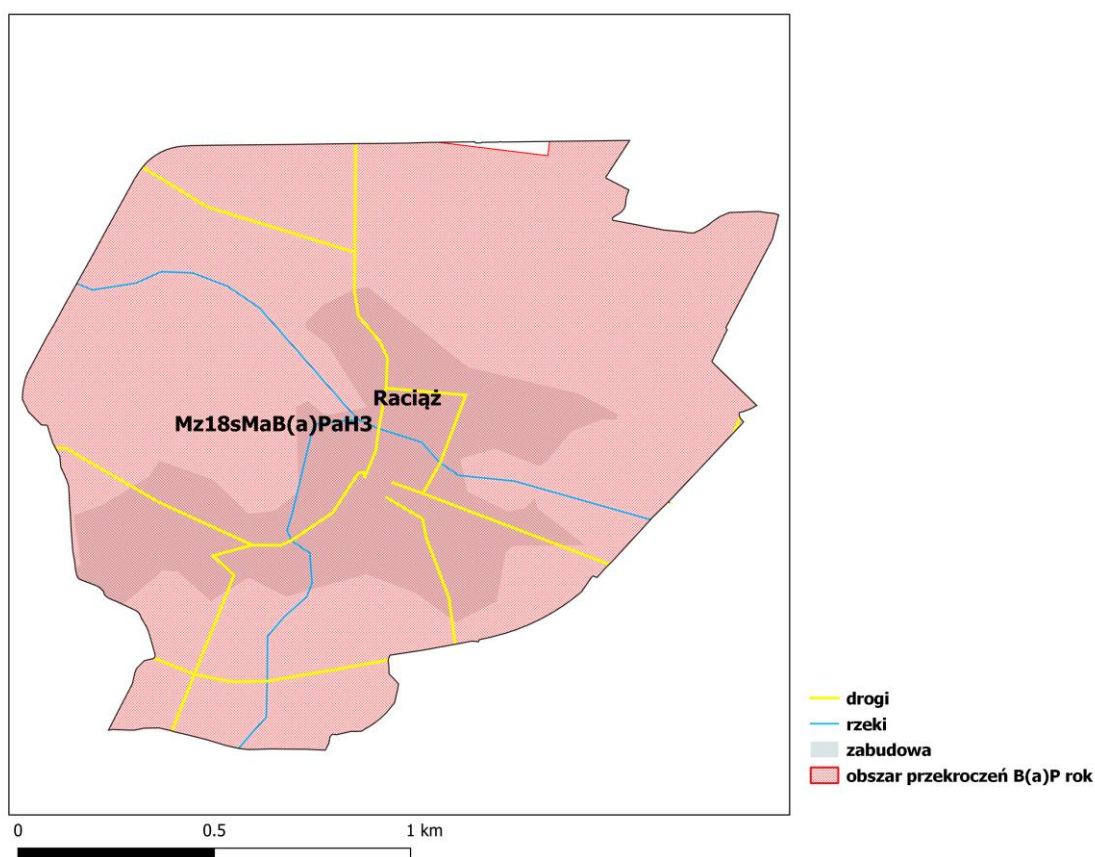 Raciąż
Mz18sMaB(a)PaH3
drogi
rzeki
zabudowa
obszar przekroczeń B(a)P rok
0 0.5 1 km